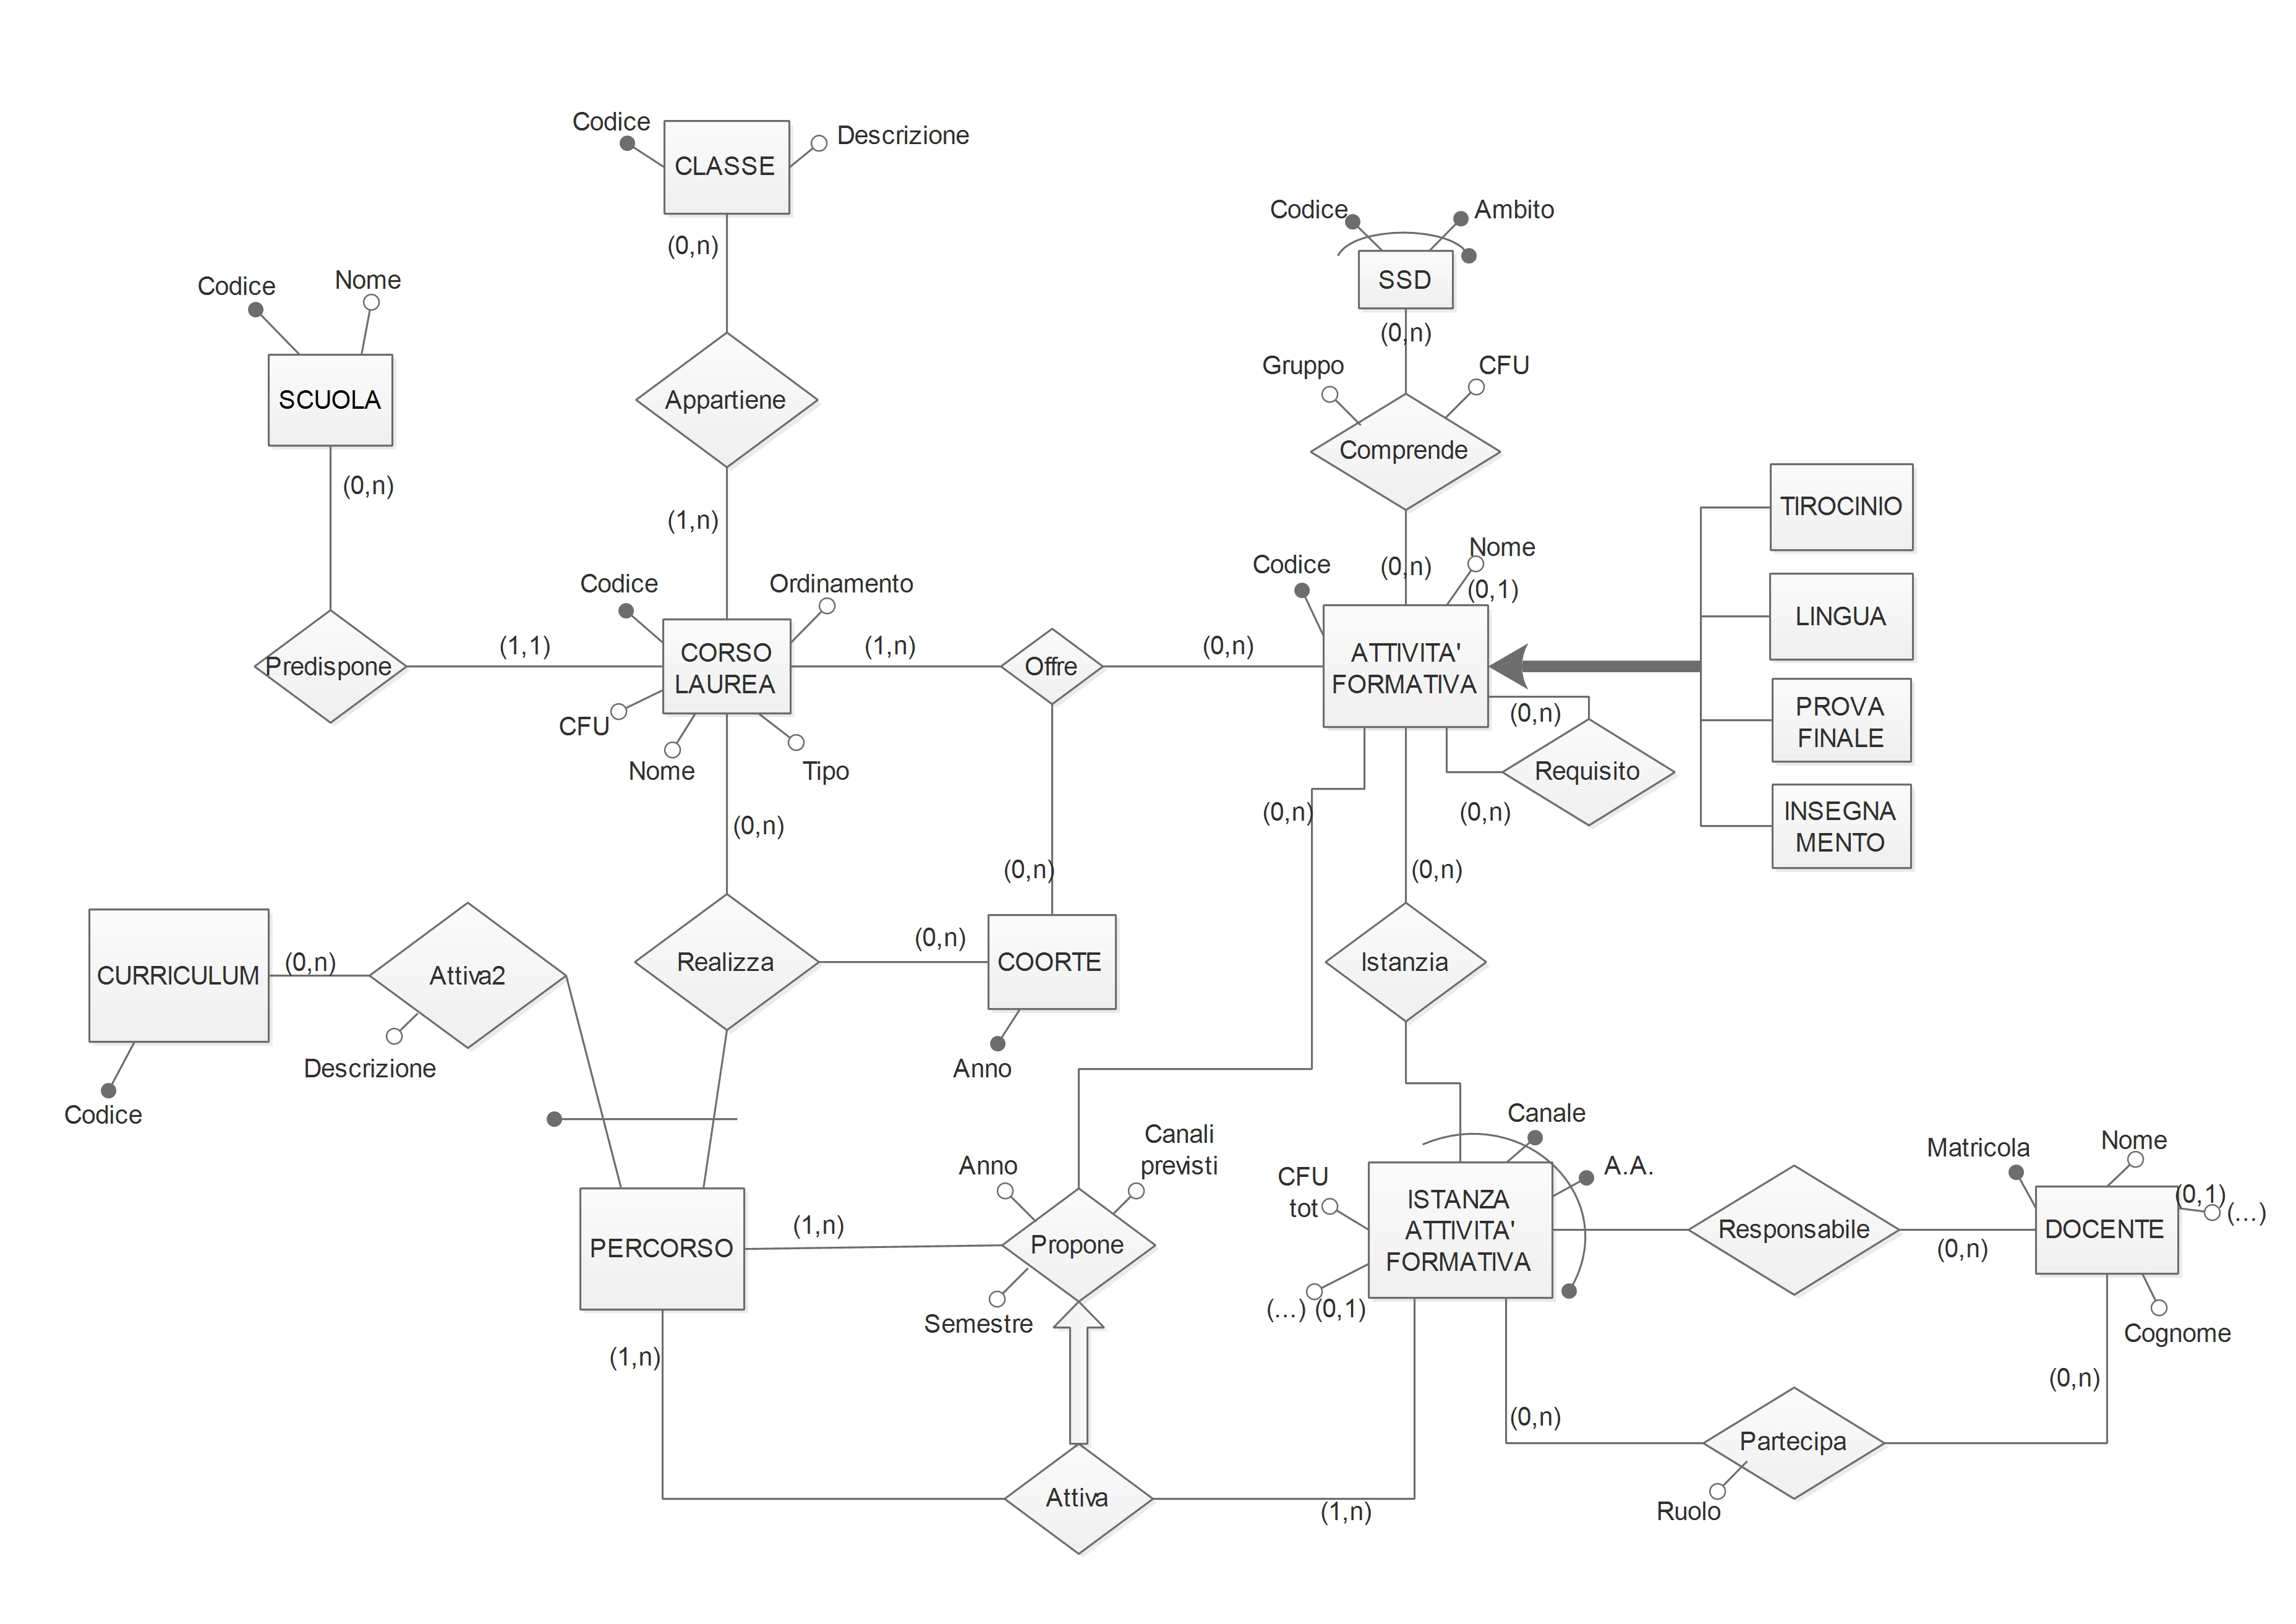 Codice
CLASSE
Descrizione
(0,n)
Codice
Ambito
SSD
(0,n)
Codice
Nome
SCUOLA
(0,n)
Appartiene
(1,n)
Gruppo
CFU
Comprende
(0,n)
Codice
Nome
(0,1)
TIROCINIO
LINGUA
PROVA
FINALE
INSEGNA
MENTO
Predispone
(1,1)
Codice
Ordinamento
CORSO
LAUREA
CFU
Nome
Tipo
(1,n)
Offre
(0,n)
ATTIVITA'
FORMATIVA
(0,n)
Requisito
(0,n)
(0,n)
(0,n)
(0,n)
(0,n)
CURRICULUM
(0,n)
Attiva2
Descrizione
Codice
Realizza
(0,n)
COORTE
Anno
Istanzia
PERCORSO
(1,n)
Anno
Canali
previsti
Propone
Semestre
(1,n)
Canale
A.A.
CFU
tot
ISTANZA
ATTIVITA'
FORMATIVA
(...) (0,1)
Responsabile
(0,n)
Matricola
Nome
(0,1)
(...)
DOCENTE
Cognome
(0,n)
(0,n)
Partecipa
Ruolo
Attiva
(1,n)